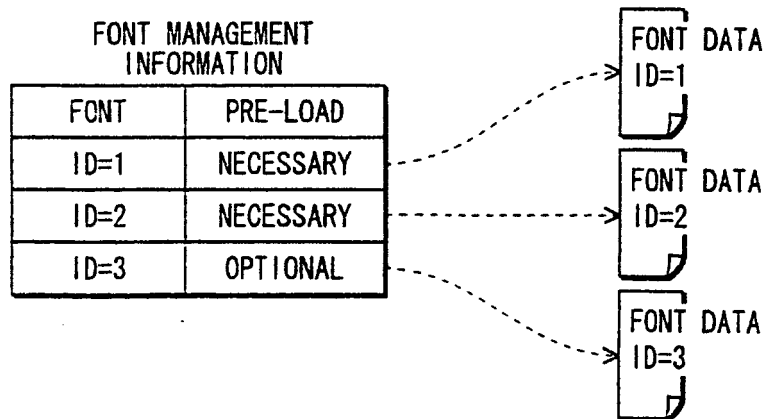 FONT MANAGEMENT
INFORMATION
FONT PRE-LOAD
ID=1 NECESSARY
ID=2 NECESSARY
ID=3 OPTIONAL
FONT DATA
ID=1
FONT DATA
ID=2
FONT DATA
ID=3